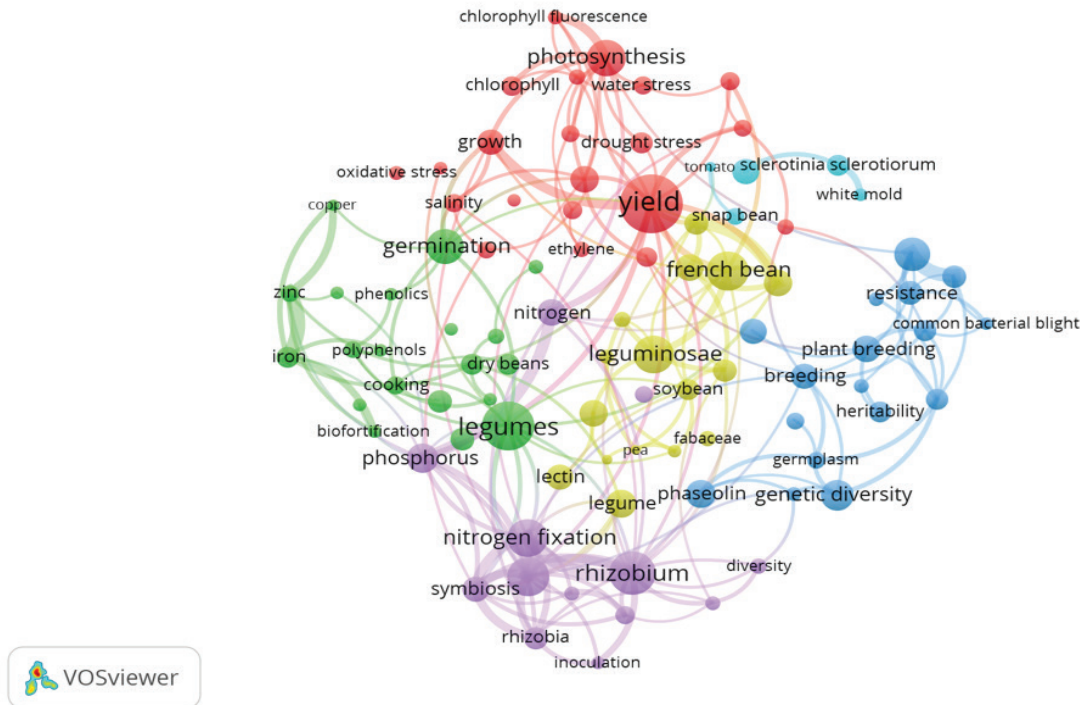 chlorophyll fluorescence
photosynthesis
chlorophyll
water stress
growth
drought stress
oxidative stress
tomato
sclerotinia sclerotiorum
white mold
copper
salinity
yield
snap bean
germination
ethylene
french bean
zinc
phenolics
nitrogen
resistance
common bacterial blight
iron
polyphenols
dry beans
leguminosae
plant breeding
cooking
soybean
breeding
heritability
biofortification
legumes
fabaceae
pea
phosphorus
germplasm
lectin
legume
phaseolin
genetic diversity
nitrogen fixation
symbiosis
rhizobium
diversity
rhizobia
inoculation
VOSviewer